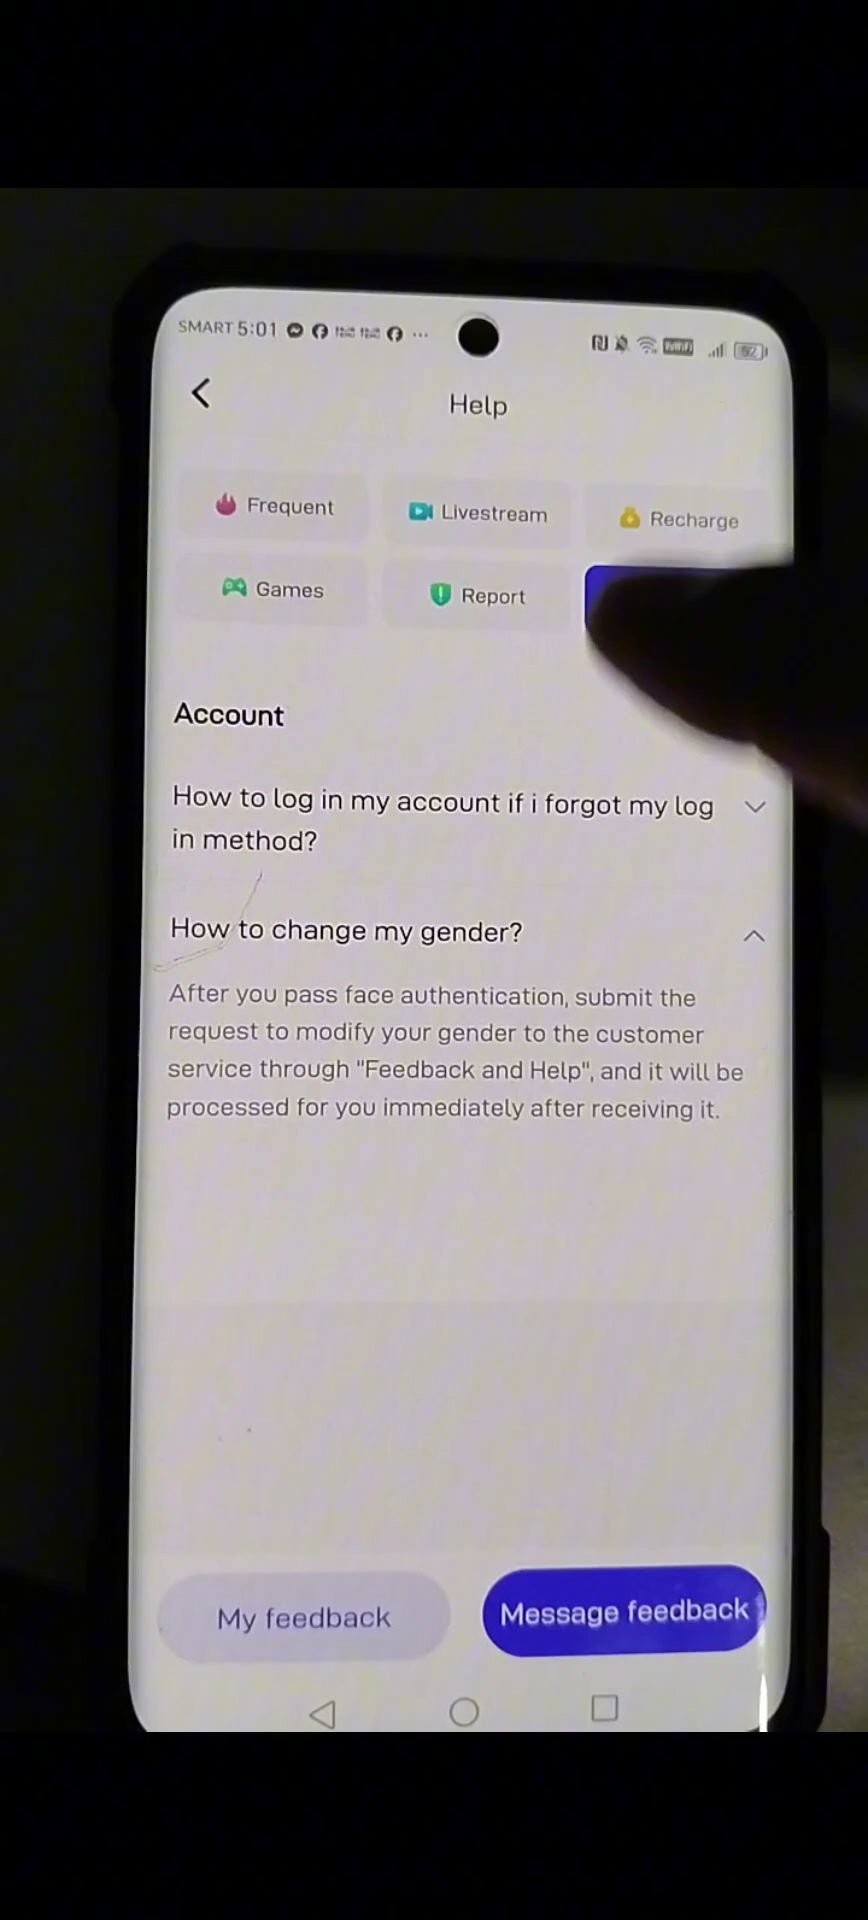 SMART 5:01
Help
Frequent
Livestream
Recharge
Games
Report
Account
How to log in my account if i forgot my log
in method?
How to change my gender?
After you pass face authentication, submit the
request to modify your gender to the customer
service through "Feedback and Help", and it will be
processed for you immediately after receiving it.
My feedback
Message feedback